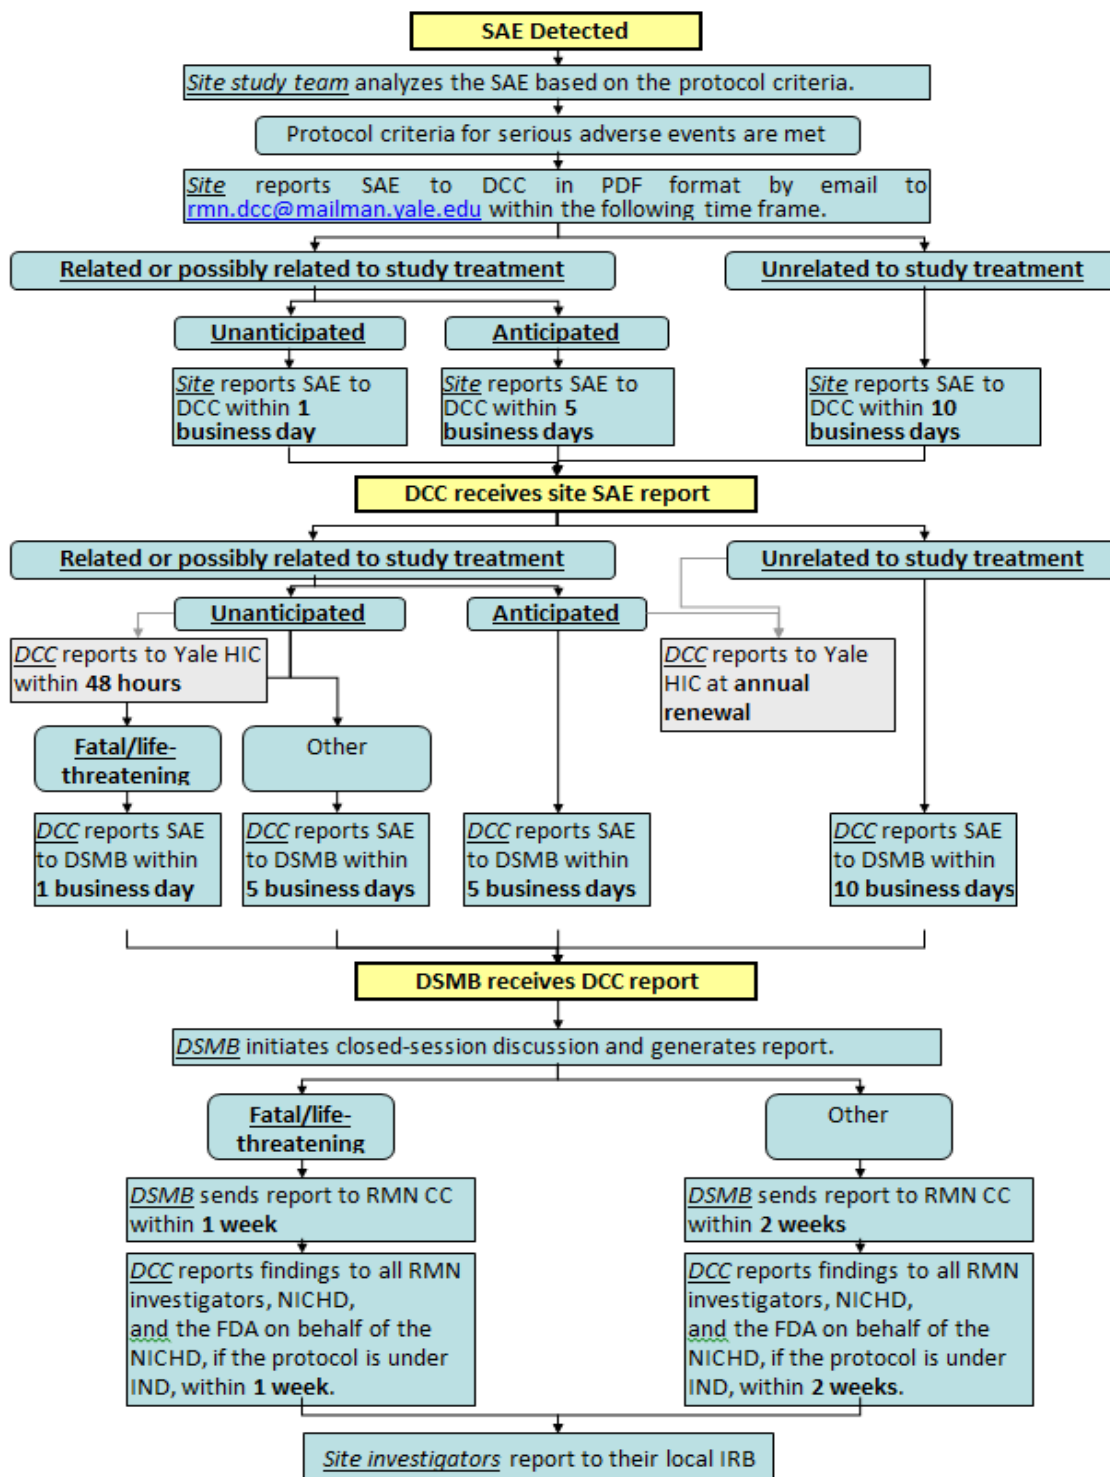 SAE Detected
Site study team analyzes the SAE based on the protocol criteria.
Protocol criteria for serious adverse events are met
Site reports SAE to DCC in PDF format by email to
rmn.dcc@mailman.yale.edu within the following time frame.
Related or possibly related to study treatment
Unrelated to study treatment
Unanticipated
Anticipated
Site reports SAE to
DCC within 1
business day
Site reports SAE to
DCC within 5
business days
Site reports SAE to
DCC within 10
business days
DCC receives site SAE report
Related or possibly related to study treatment
Unrelated to study treatment
Unanticipated
Anticipated
DCC reports to Yale HIC
within 48 hours
DCC reports to Yale
HIC at annual
renewal
Fatal/life-
threatening
Other
DCC reports SAE
to DSMB within
1 business day
DCC reports SAE
to DSMB within
5 business days
DCC reports SAE
to DSMB within
5 business days
DCC reports SAE
to DSMB within
10 business days
DSMB receives DCC report
DSMB initiates closed-session discussion and generates report.
Fatal/life-
threatening
Other
DSMB sends report to RMN CC
within 1 week
DSMB sends report to RMN CC
within 2 weeks
DCC reports findings to all RMN
investigators, NICHD,
and the FDA on behalf of the
NICHD, if the protocol is under
IND, within 1 week.
DCC reports findings to all RMN
investigators, NICHD,
and the FDA on behalf of the
NICHD, if the protocol is under
IND, within 2 weeks.
Site investigators report to their local IRB